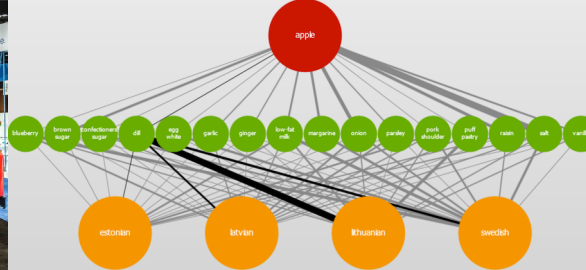 apple
blueberry
brown
sugar
confectioners
sugar
dill
egg
white
garlic
ginger
low-fat
milk
margarine
onion
parsley
pork
shoulder
puff
pastry
raisin
salt
estonian
latvian
lithuanian
swedish